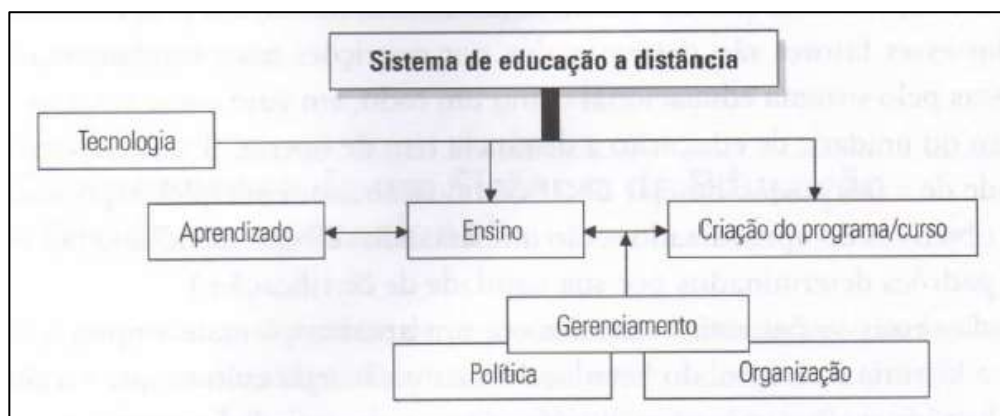 Sistema de educação a distância
Tecnologia
Aprendizado
Ensino
Criação do programa/curso
Gerenciamento
Política
Organização